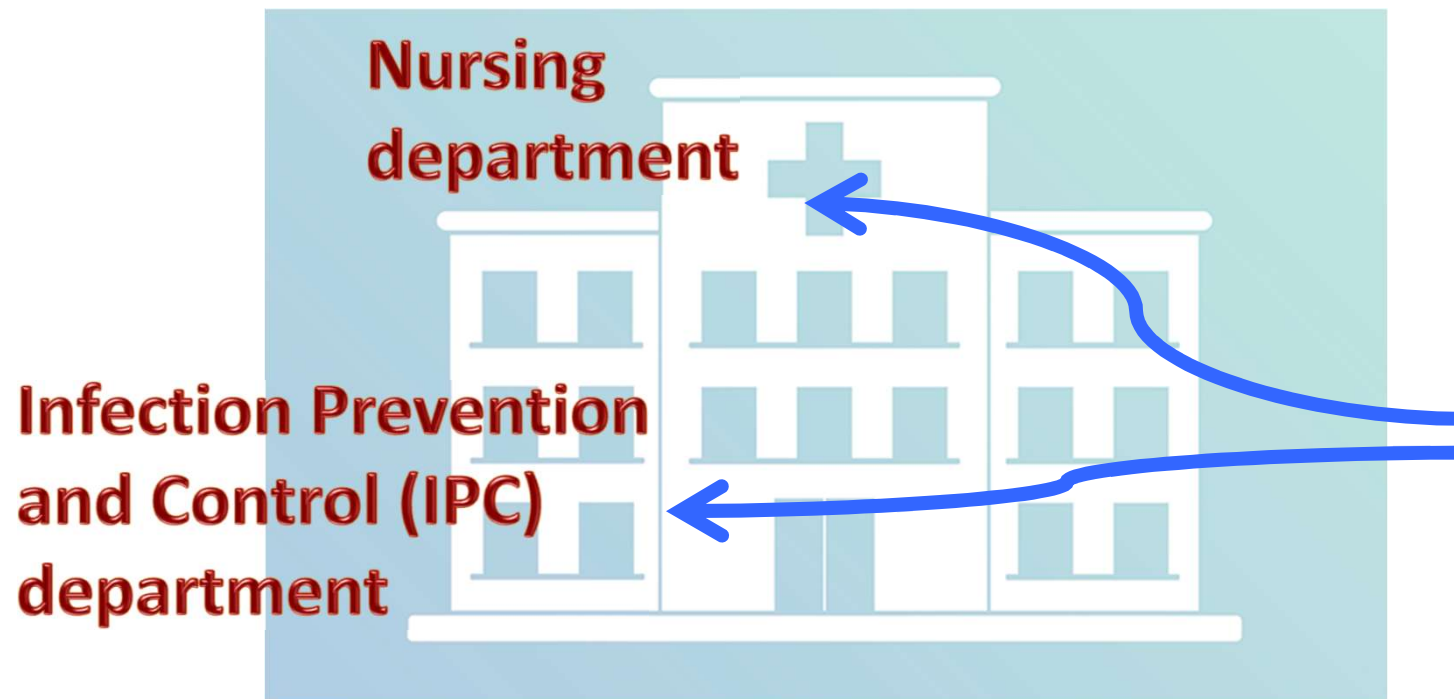 Nursing
department
Infection Prevention
and Control (IPC)
department